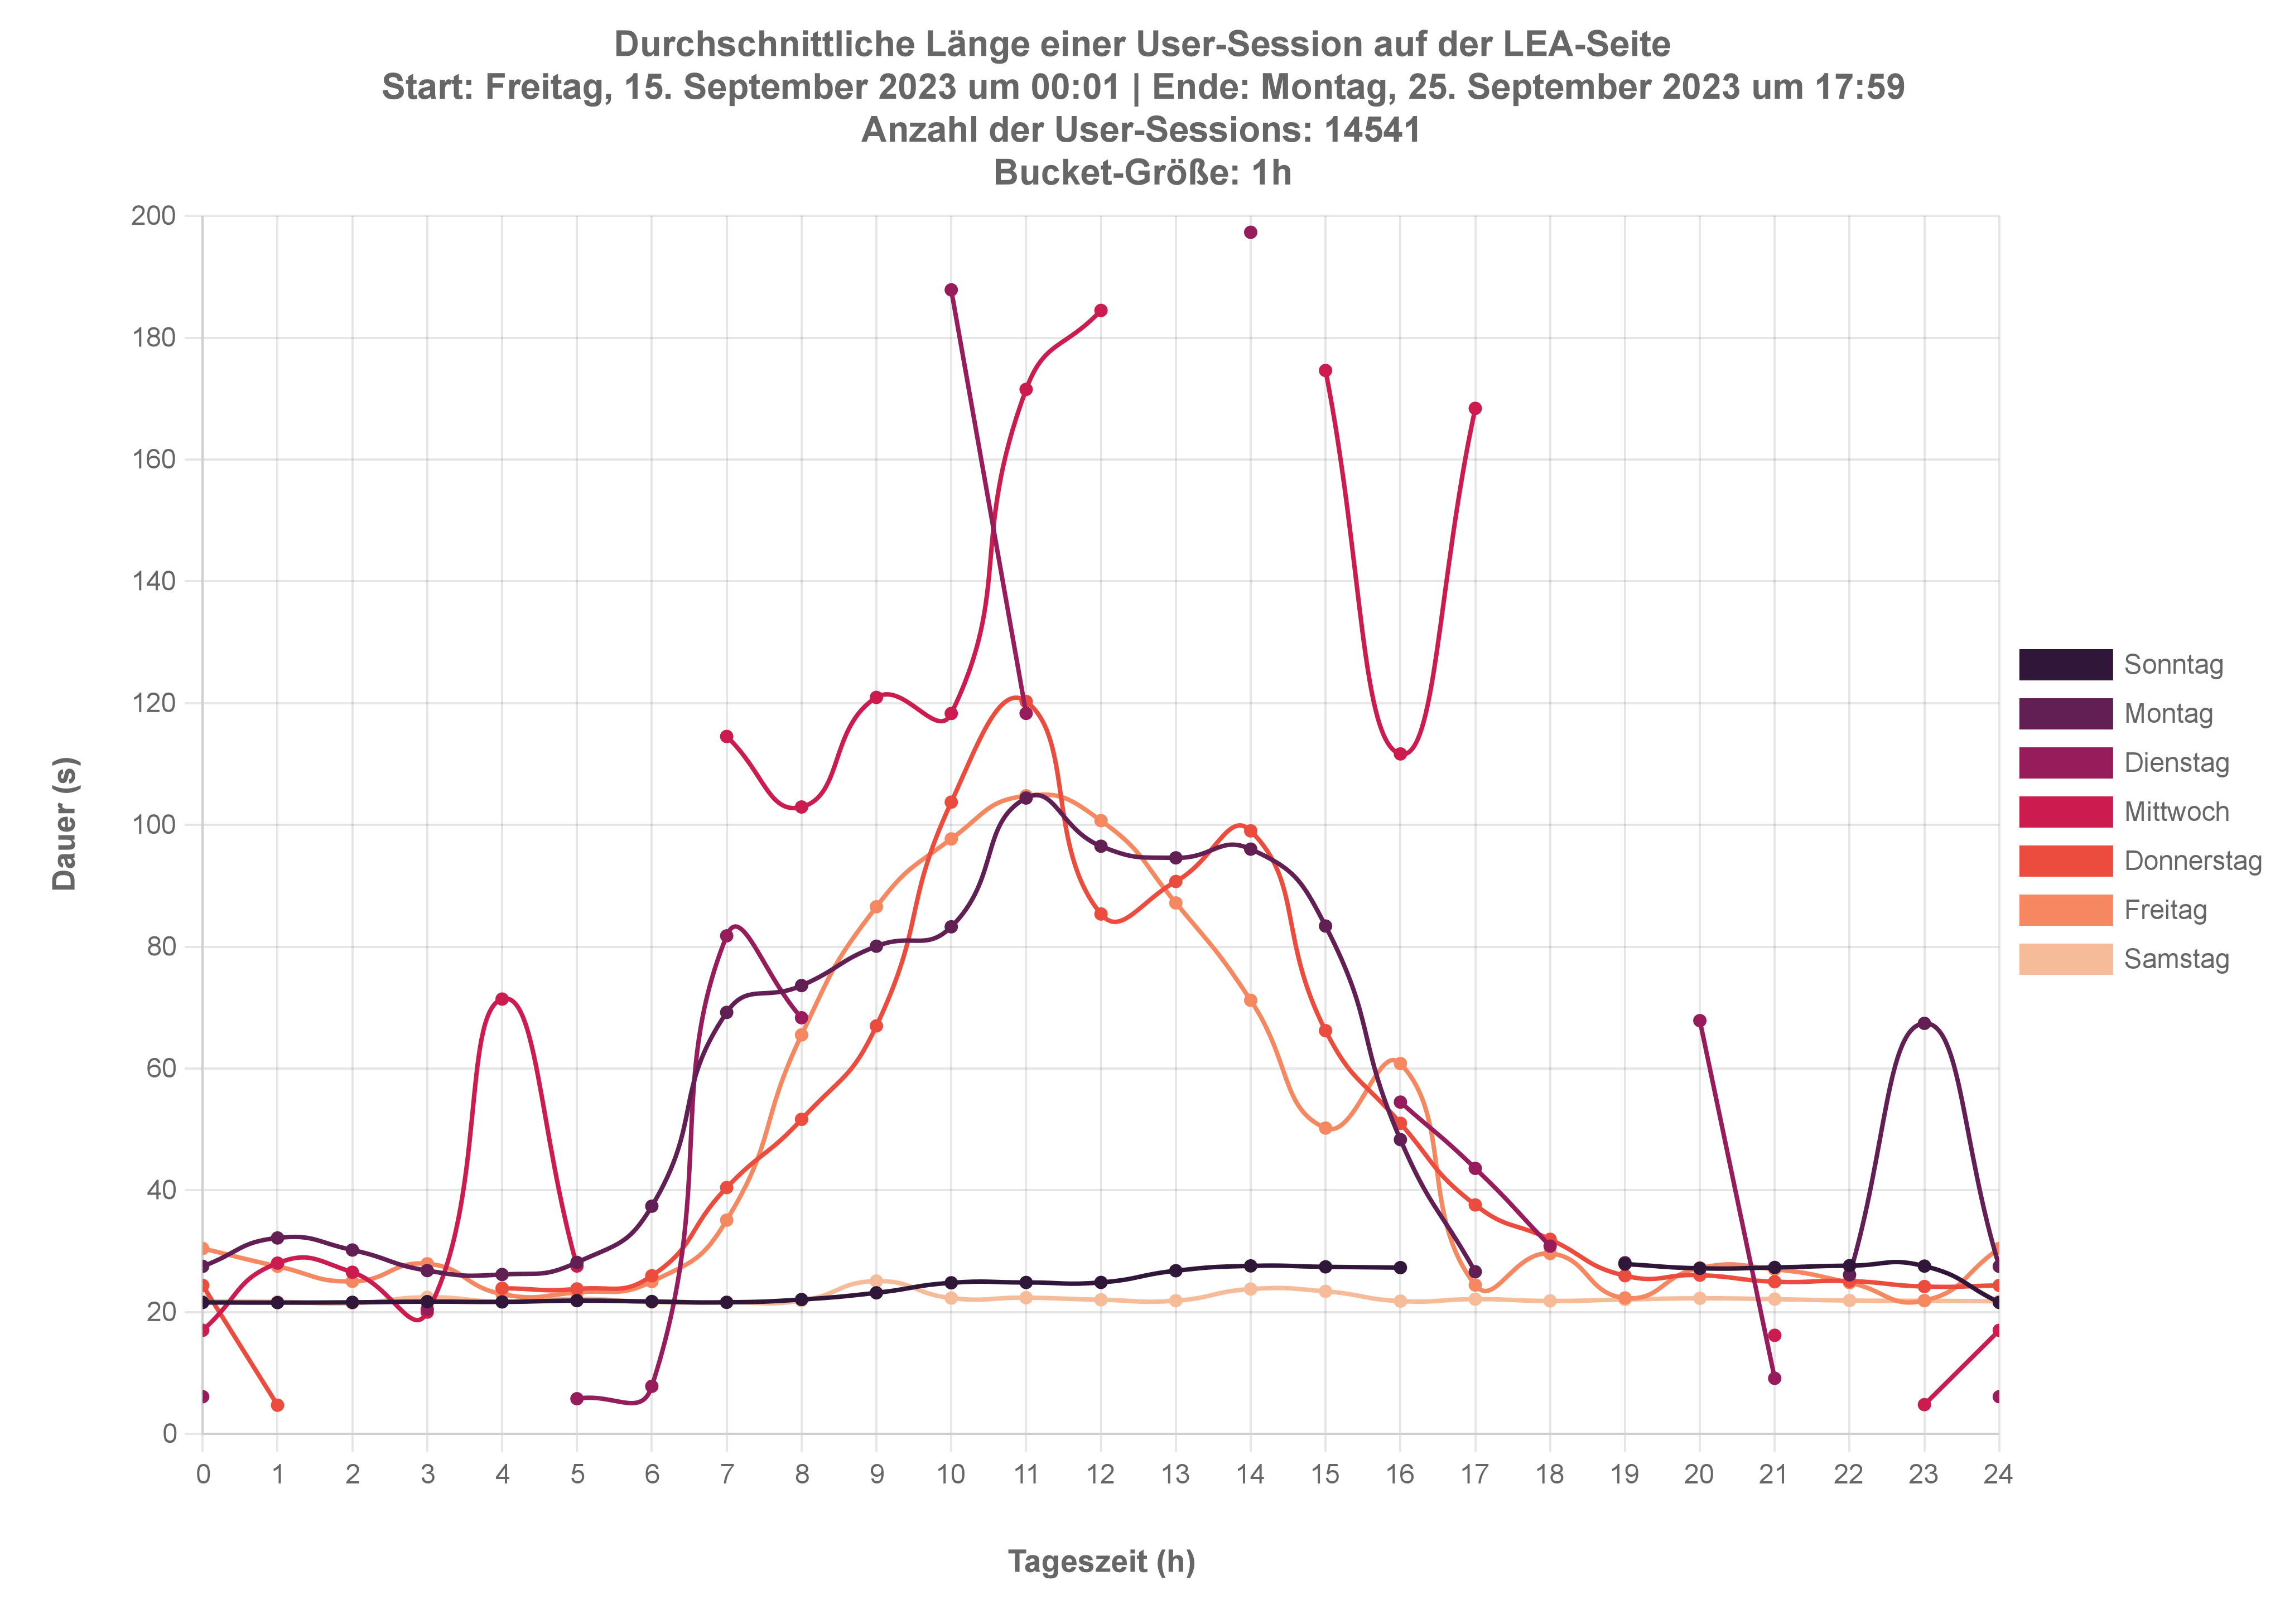 Durchschnittliche Länge einer User-Session auf der LEA-Seite
Start: Freitag, 15. September 2023 um 00:01 | Ende: Montag, 25. September 2023 um 17:59
Anzahl der User-Sessions: 14541
Bucket-Größe: 1h
200
180
160
140
120
100
80
60
40
20
0
Dauer (s)
0 1 2 3 4 5 6 7 8 9 10 11 12 13 14 15 16 17 18 19 20 21 22 23 24
Tageszeit (h)
Sonntag
Montag
Dienstag
Mittwoch
Donnerstag
Freitag
Samstag